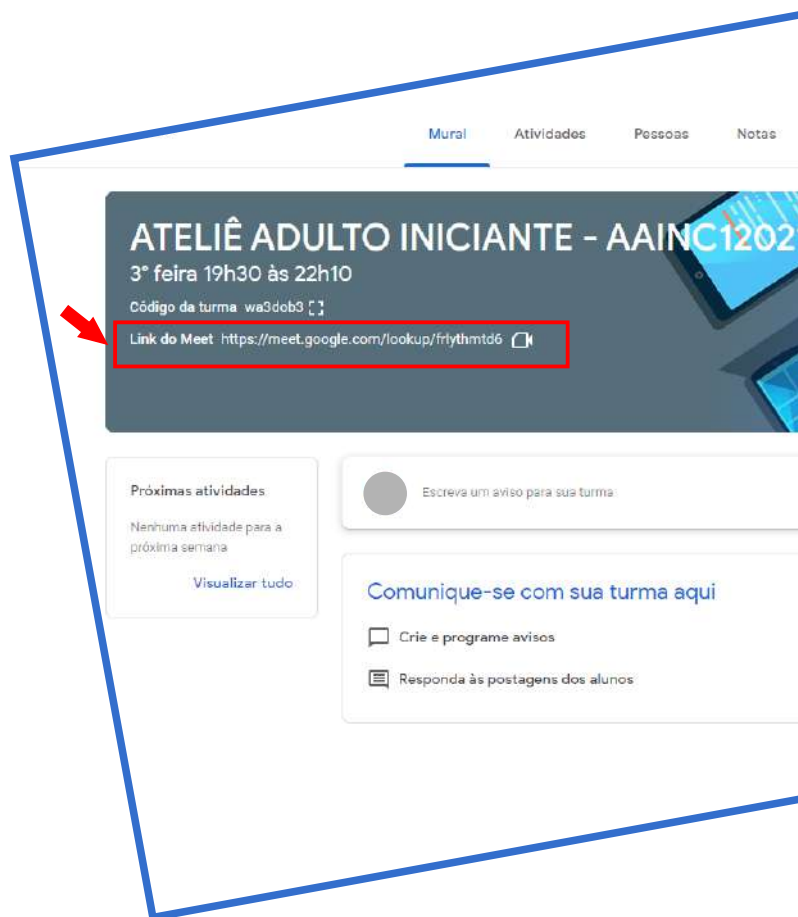 Mural Atividades Pessoas Notas
ATELIÊ ADULTO INICIANTE - AAINC1202
3ª feira 19h30 às 22h10
Código da turma wa3dob3
Link do Meet https://meet.google.com/lookup/frlythmtd6
Próximas atividades
Nenhuma atividade para a
próxima semana
Visualizar tudo
Escreva um aviso para sua turma
Comunique-se com sua turma aqui
Crie e programe avisos
Responda às postagens dos alunos